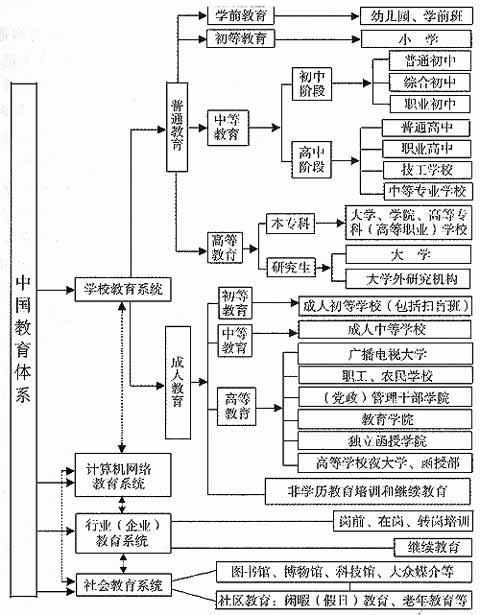 中国教育体系
学校教育系统
计算机网络
教育系统
行业（企业）
教育系统
社会教育系统
普通教育
成人教育
学前教育
幼儿园、学前班
初等教育
小 学
中等
教育
初中
阶段
普通初中
综合初中
职业初中
高中
阶段
普通高中
职业高中
技工学校
中等专业学校
高等
教育
本专科
大学、学院、高等专
科（高等职业）学校
研究生
大 学
大学外研究机构
初等
教育
成人初等学校（包括扫盲班）
中等
教育
成人中等学校
高等
教育
广播电视大学
职工、农民学校
（党政）管理干部学院
教育学院
独立函授学院
高等学校夜大学、函授部
非学历教育培训和继续教育
岗前、在岗、转岗培训
继续教育
图书馆、博物馆、科技馆、大众媒介等
社区教育：闲暇（假日）教育、老年教育等